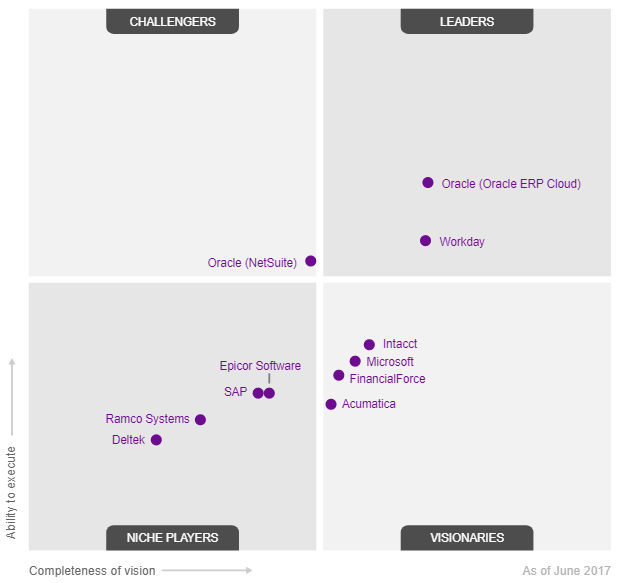 CHALLENGERS
LEADERS
Oracle (Oracle ERP Cloud)
Workday
Oracle (NetSuite)
Intacct
Microsoft
Epicor Software
FinancialForce
SAP
Acumatica
Ramco Systems
Deltek
Ability to execute
NICHE PLAYERS
VISIONARIES
Completeness of vision
As of June 2017